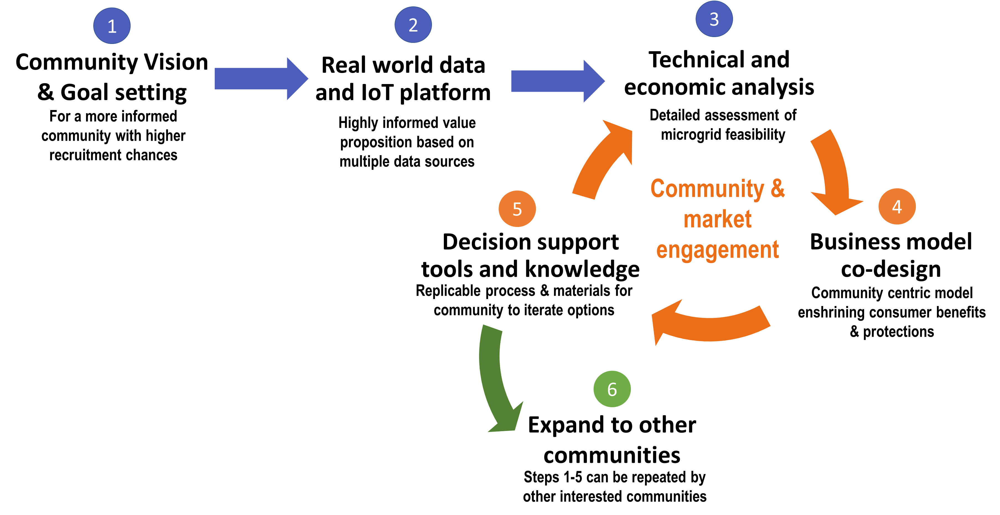 1
Community Vision
& Goal setting
For a more informed
community with higher
recruitment chances
2
Real world data
and IoT platform
Highly informed value
proposition based on
multiple data sources
3
Technical and
economic analysis
Detailed assessment of
microgrid feasibility
Community &
market
engagement
4
Business model
co-design
Community centric model
enshrining consumer benefits
& protections
5
Decision support
tools and knowledge
Replicable process & materials for
community to iterate options
6
Expand to other
communities
Steps 1-5 can be repeated by
other interested communities